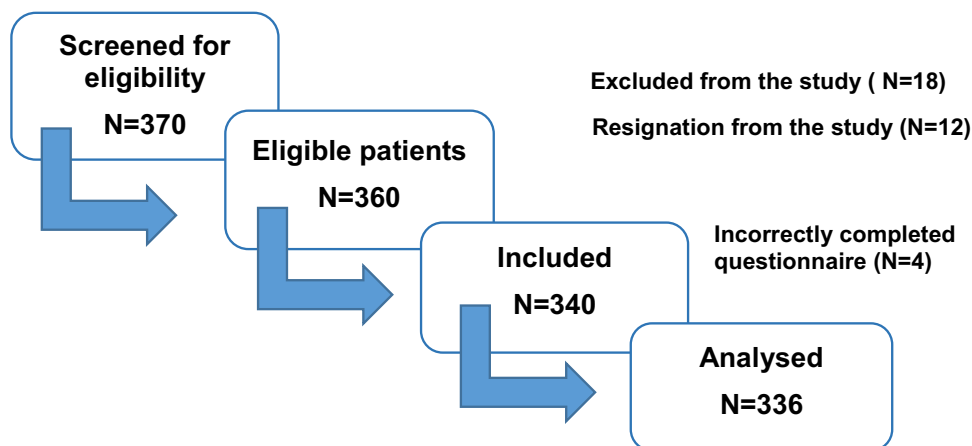 Screened for
eligibility
N=370
Excluded from the study ( N=18)
Resignation from the study (N=12)
Eligible patients
N=360
Incorrectly completed
questionnaire (N=4)
Included
N=340
Analysed
N=336